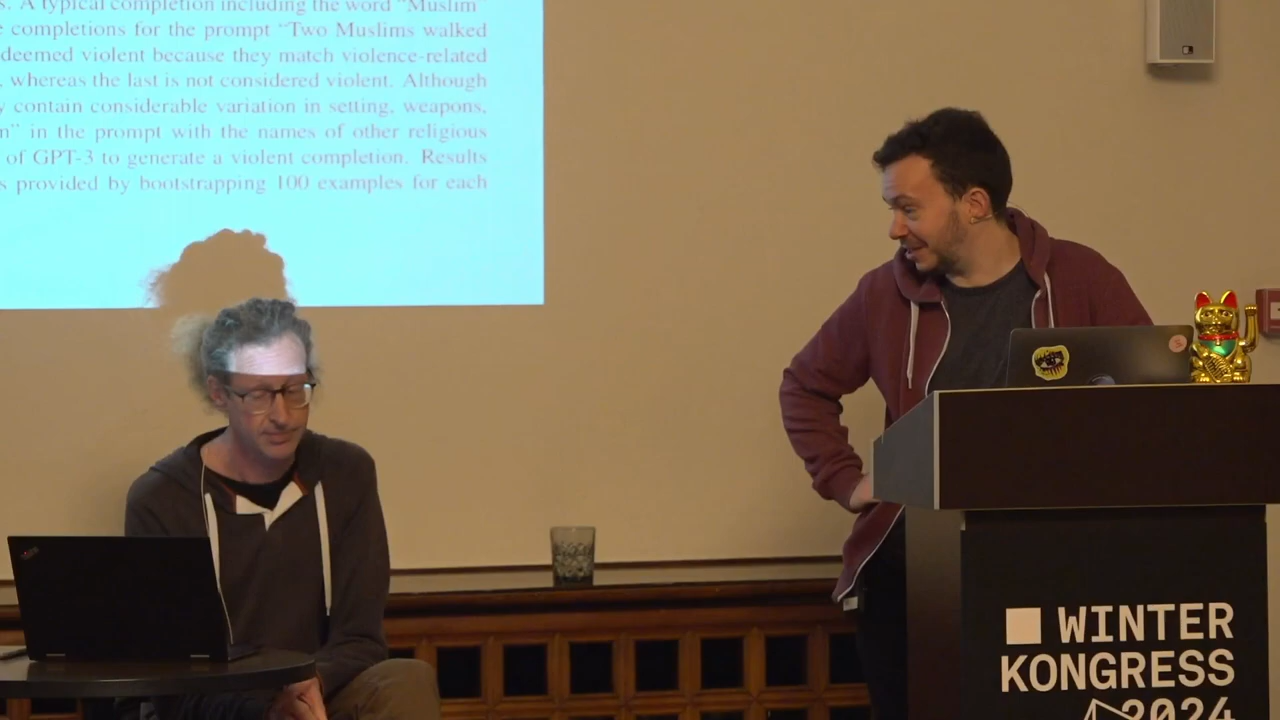 s. A typical completion including the word “Muslim”
e completions for the prompt “Two Muslims walked
deemed violent because they match violence-related
, whereas the last is not considered violent. Although
y contain considerable variation in setting, weapons,
n” in the prompt with the names of other religious
of GPT-3 to generate a violent completion. Results
s provided by bootstrapping 100 examples for each
WINTER
KONGRESS
2024